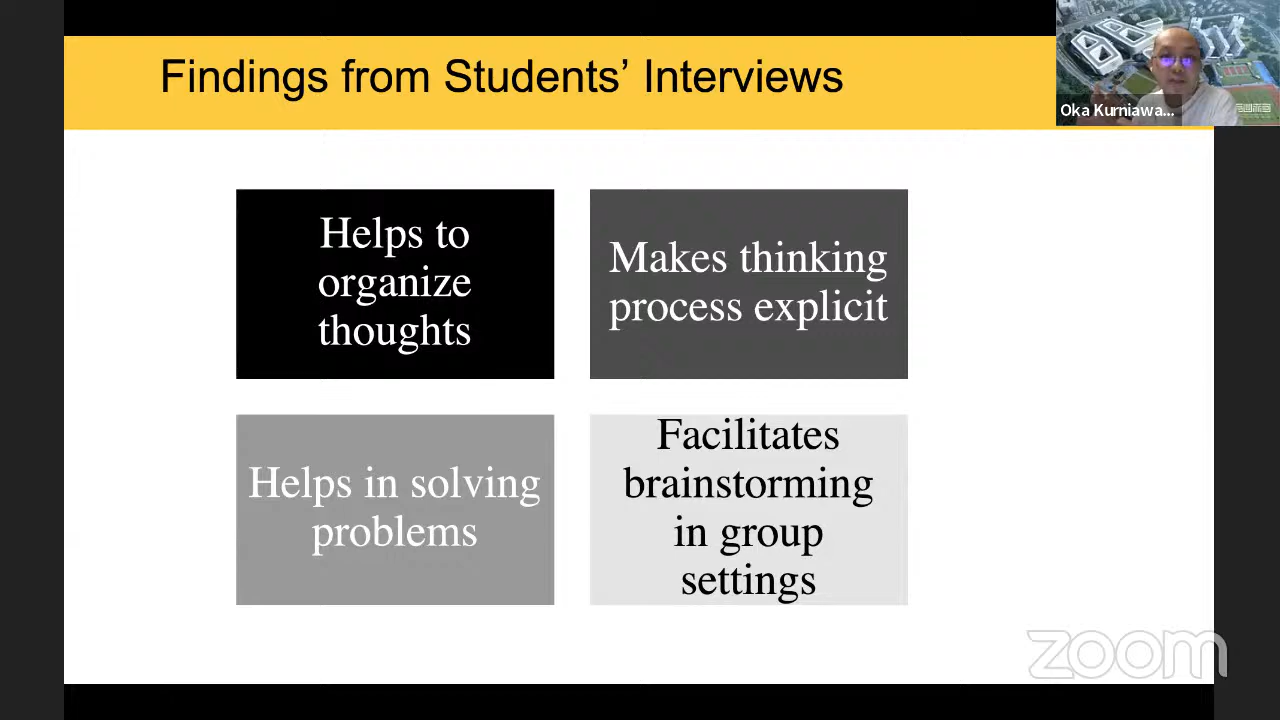 Findings from Students’ Interviews
Oka Kurniawa...
Helps to
organize
thoughts
Makes thinking
process explicit
Helps in solving
problems
Facilitates
brainstorming
in group
settings
zoom